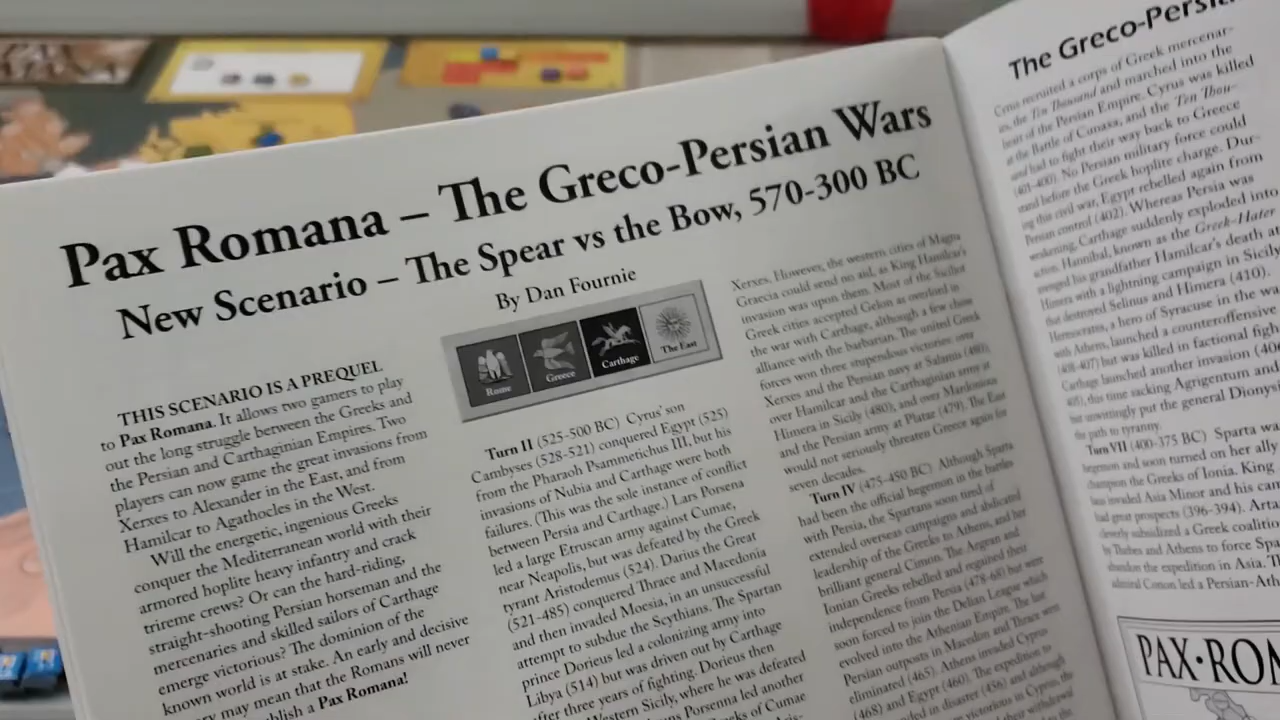 Pax Romana – The Greco-Persian Wars
New Scenario – The Spear vs the Bow, 570-300 BC
By Dan Fournie
Rome
Greece
Carthage
The East
THIS SCENARIO IS A PREQUEL
to Pax Romana. It allows two gamers to play
out the long struggle between the Greeks and
the Persian and Carthaginian Empires. Two
players can now game the great invasions from
Xerxes to Alexander in the East, and from
Hamilcar to Agathocles in the West.
Will the energetic, ingenious Greeks
conquer the Mediterranean world with their
armored hoplite heavy infantry and crack
trireme crews? Or can the hard-riding,
straight-shooting Persian horseman and the
mercenaries and skilled sailors of Carthage
emerge victorious? The dominion of the
known world is at stake. An early and decisive
may mean that the Romans will never
Pax Romana!
Turn II (525-500 BC) Cyrus' son
Cambyses (528-521) conquered Egypt (525)
from the Pharaoh Psammetichus III, but his
invasions of Nubia and Carthage were both
failures. (This was the sole instance of conflict
between Persia and Carthage.) Lars Porsena
led a large Etruscan army against Cumae,
near Neapolis, but was defeated by the Greek
tyrant Aristodemus (524). Darius the Great
(521-485) conquered Thrace and Macedonia
and then invaded Moesia, in an unsuccessful
attempt to subdue the Scythians. The Spartan
prince Dorieus led a colonizing army into
Libya (514) but was driven out by Carthage
after three years of fighting. Dorieus then
Western Sicily, where he was defeated
Porsenna led another
of Cumae
Xerxes. However, the western cities of Magna
Graecia could send no aid, as King Hamilcar's
invasion was upon them. Most of the Siciliot
Greek cities accepted Gelon as overlord in
the war with Carthage, although a few chose
alliance with the barbarian. The united Greek
forces won three stupendous victories: over
Xerxes and the Persian navy at Salamis (480),
over Hamilcar and the Carthaginian army at
Himera in Sicily (480), and over Mardonius
and the Persian army at Platae (479). The East
would not seriously threaten Greece again for
seven decades.
Turn IV (475-450 BC) Although Sparta
had been the official hegemon in the battles
with Persia, the Spartans soon tired of
extended overseas campaigns and abdicated
leadership of the Greeks to Athens, and her
brilliant general Cimon. The Aegean and
Ionian Greeks rebelled and regained their
independence from Persia (478-68) but were
soon forced to join the Delian League which
evolved into the Athenian Empire. The last
Persian outposts in Macedon and Thrace were
eliminated (465). Athens invaded Cyprus
(468) and Egypt (460). The expedition to
ended in disaster (456) and although
victorious in Cyprus, the
their withdrawal
The Greco-Persi
Cyrus recruited a corps of Greek mercenar-
ies, the Ten Thousand and marched into the
heart of the Persian Empire. Cyrus was killed
at the Battle of Cunaxa, and the Ten Thou-
sand had to fight their way back to Greece
(401-400). No Persian military force could
stand before the Greek hoplite charge. Dur-
ing this civil war, Egypt rebelled again from
Persian control (402). Whereas Persia was
weakening, Carthage suddenly exploded into
action. Hannibal, known as the Greek-Hater
avenged his grandfather Hamilcar's death at
Himera with a lightning campaign in Sicily
that destroyed Selinus and Himera (410).
Hermocrates, a hero of Syracuse in the wa
with Athens, launched a counteroffensive
(408-407) but was killed in factional figh
Carthage launched another invasion (406
405), this time sacking Agrigentum and
but unwittingly put the general Dionys
the path to tyranny.
Turn VII (400-375 BC) Sparta wa
hegemon and soon turned on her ally
champion the Greeks of Ionia. King
laus invaded Asia Minor and his cam
had great prospects (396-394). Arta
cleverly subsidized a Greek coalition
by Thebes and Athens to force Spa
abandon the expedition in Asia. Th
admiral Conon led a Persian-Ath
PAX•ROM